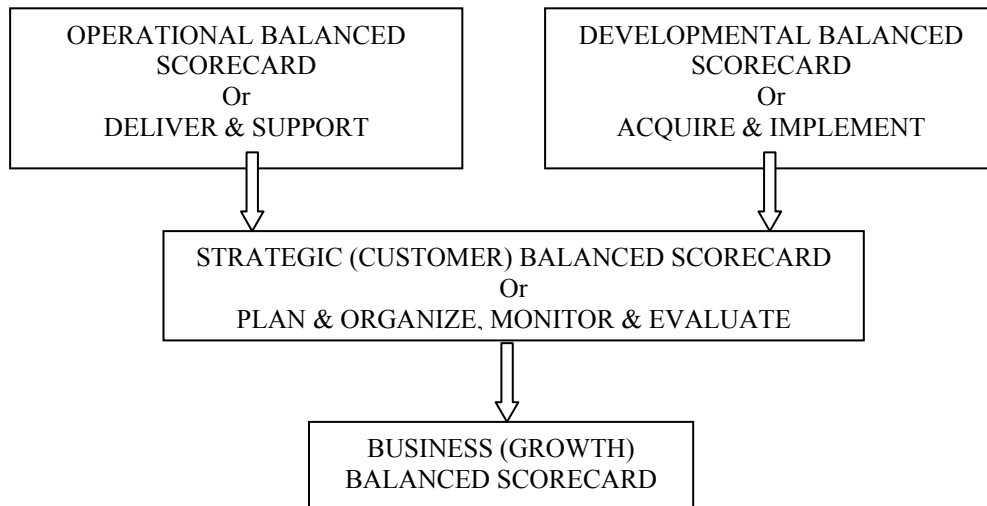 OPERATIONAL BALANCED
SCORECARD
Or
DELIVER & SUPPORT
DEVELOPMENTAL BALANCED
SCORECARD
Or
ACQUIRE & IMPLEMENT
STRATEGIC (CUSTOMER) BALANCED SCORECARD
Or
PLAN & ORGANIZE, MONITOR & EVALUATE
BUSINESS (GROWTH)
BALANCED SCORECARD